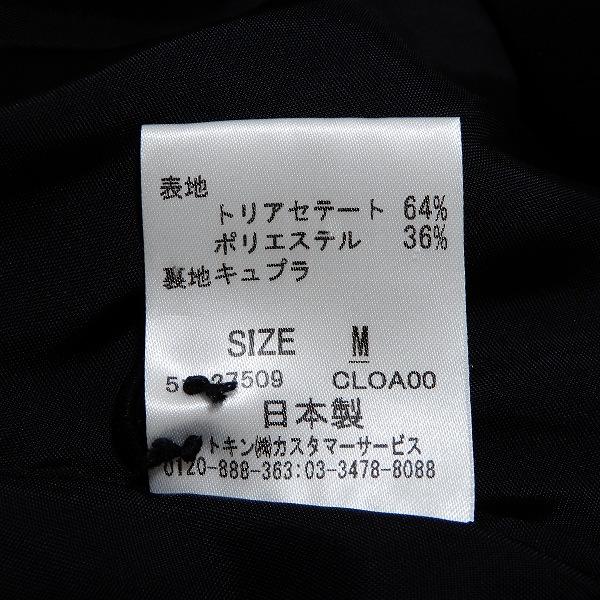 表地
トリアセテート 64%
ポリエステル 36%
裏地キュプラ
SIZE M
CLOA00
日本製
トキン㈱カスタマーサービス
0120-888-363:03-3478-8088